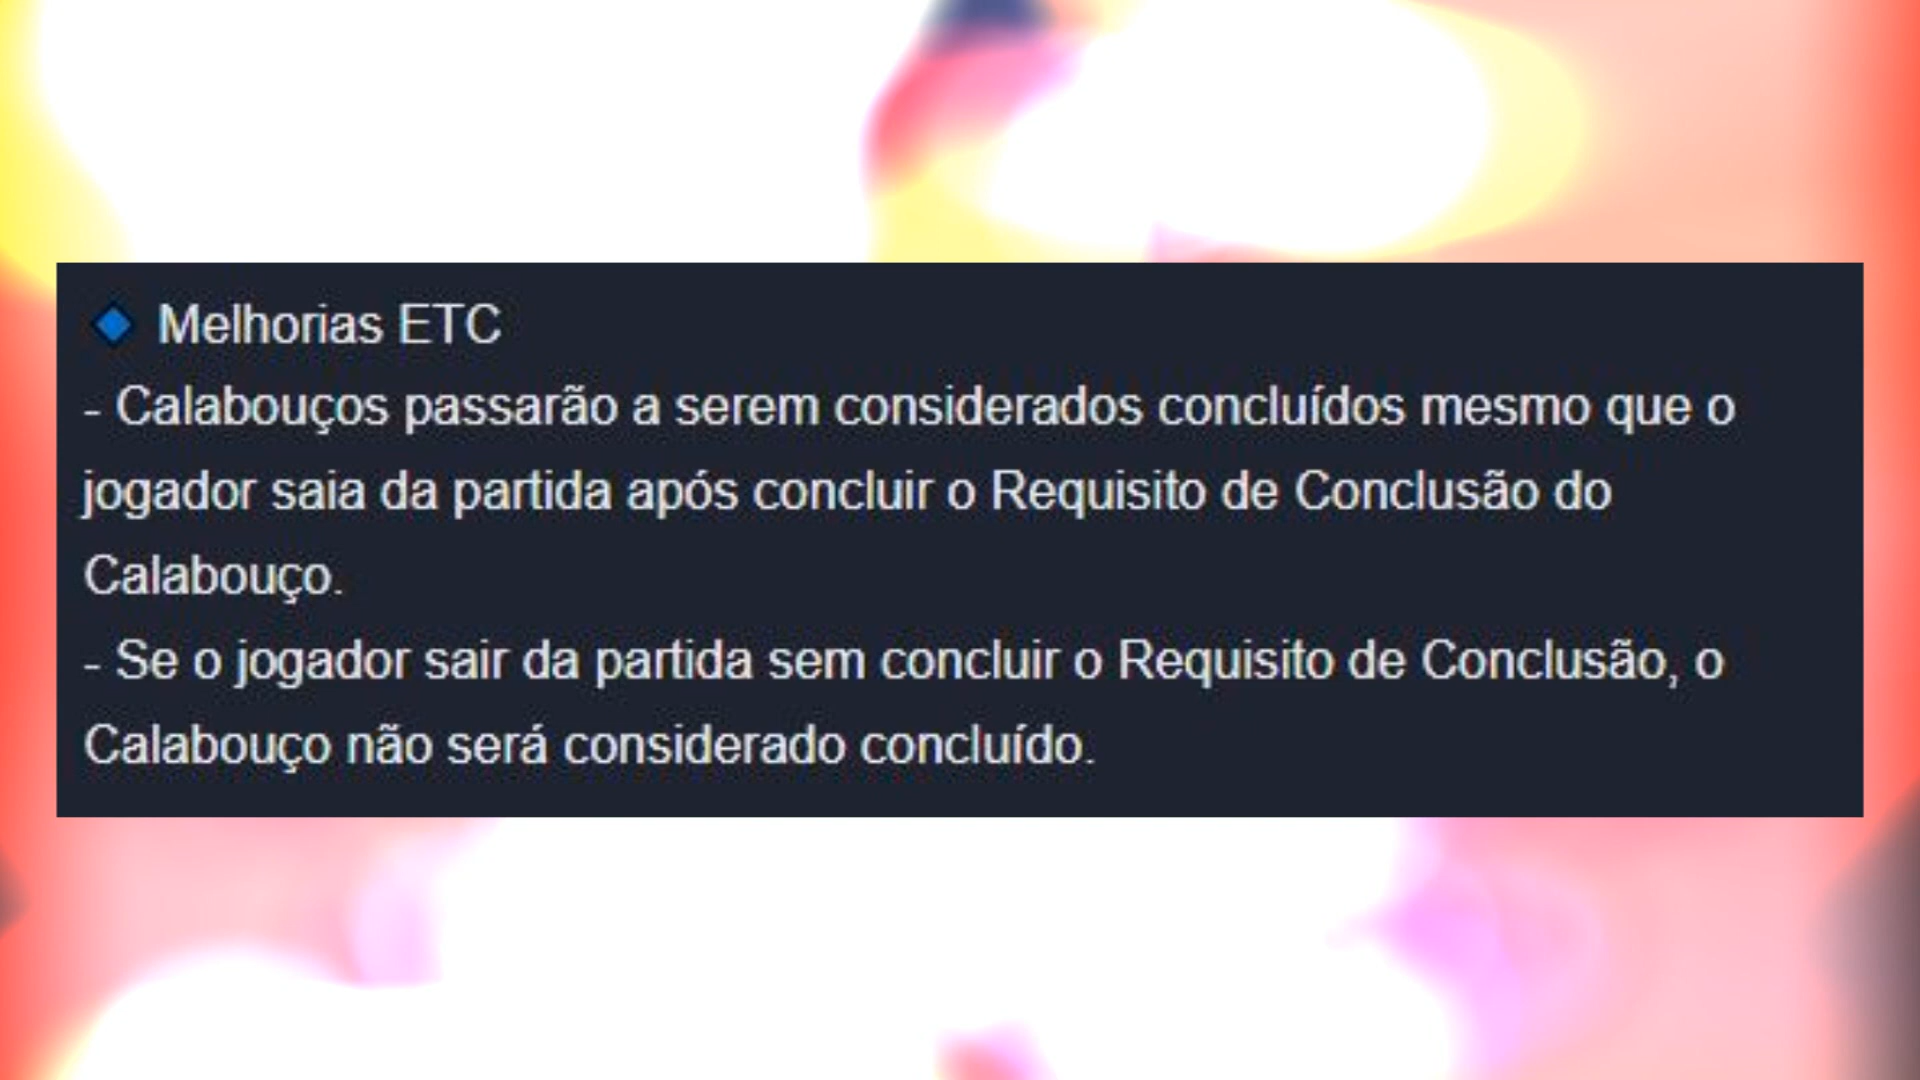 Melhorias ETC
- Calabouços passarão a serem considerados concluídos mesmo que o
jogador saia da partida após concluir o Requisito de Conclusão do
Calabouço.
- Se o jogador sair da partida sem concluir o Requisito de Conclusão, o
Calabouço não será considerado concluído.